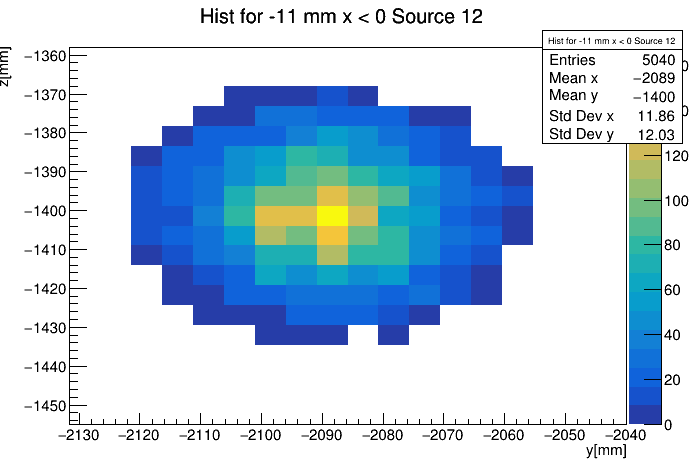 Hist for -11 mm x < 0 Source 12
Hist for -11 mm x < 0 Source 12
Entries 5040
Mean x −2089
Mean y −1400
Std Dev x 11.86
Std Dev y 12.03
z[mm]
−1360
−1370
−1380
−1390
−1400
−1410
−1420
−1430
−1440
−1450
120
100
80
60
40
20
0
−2130 −2120 −2110 −2100 −2090 −2080 −2070 −2060 −2050 −2040
y[mm]